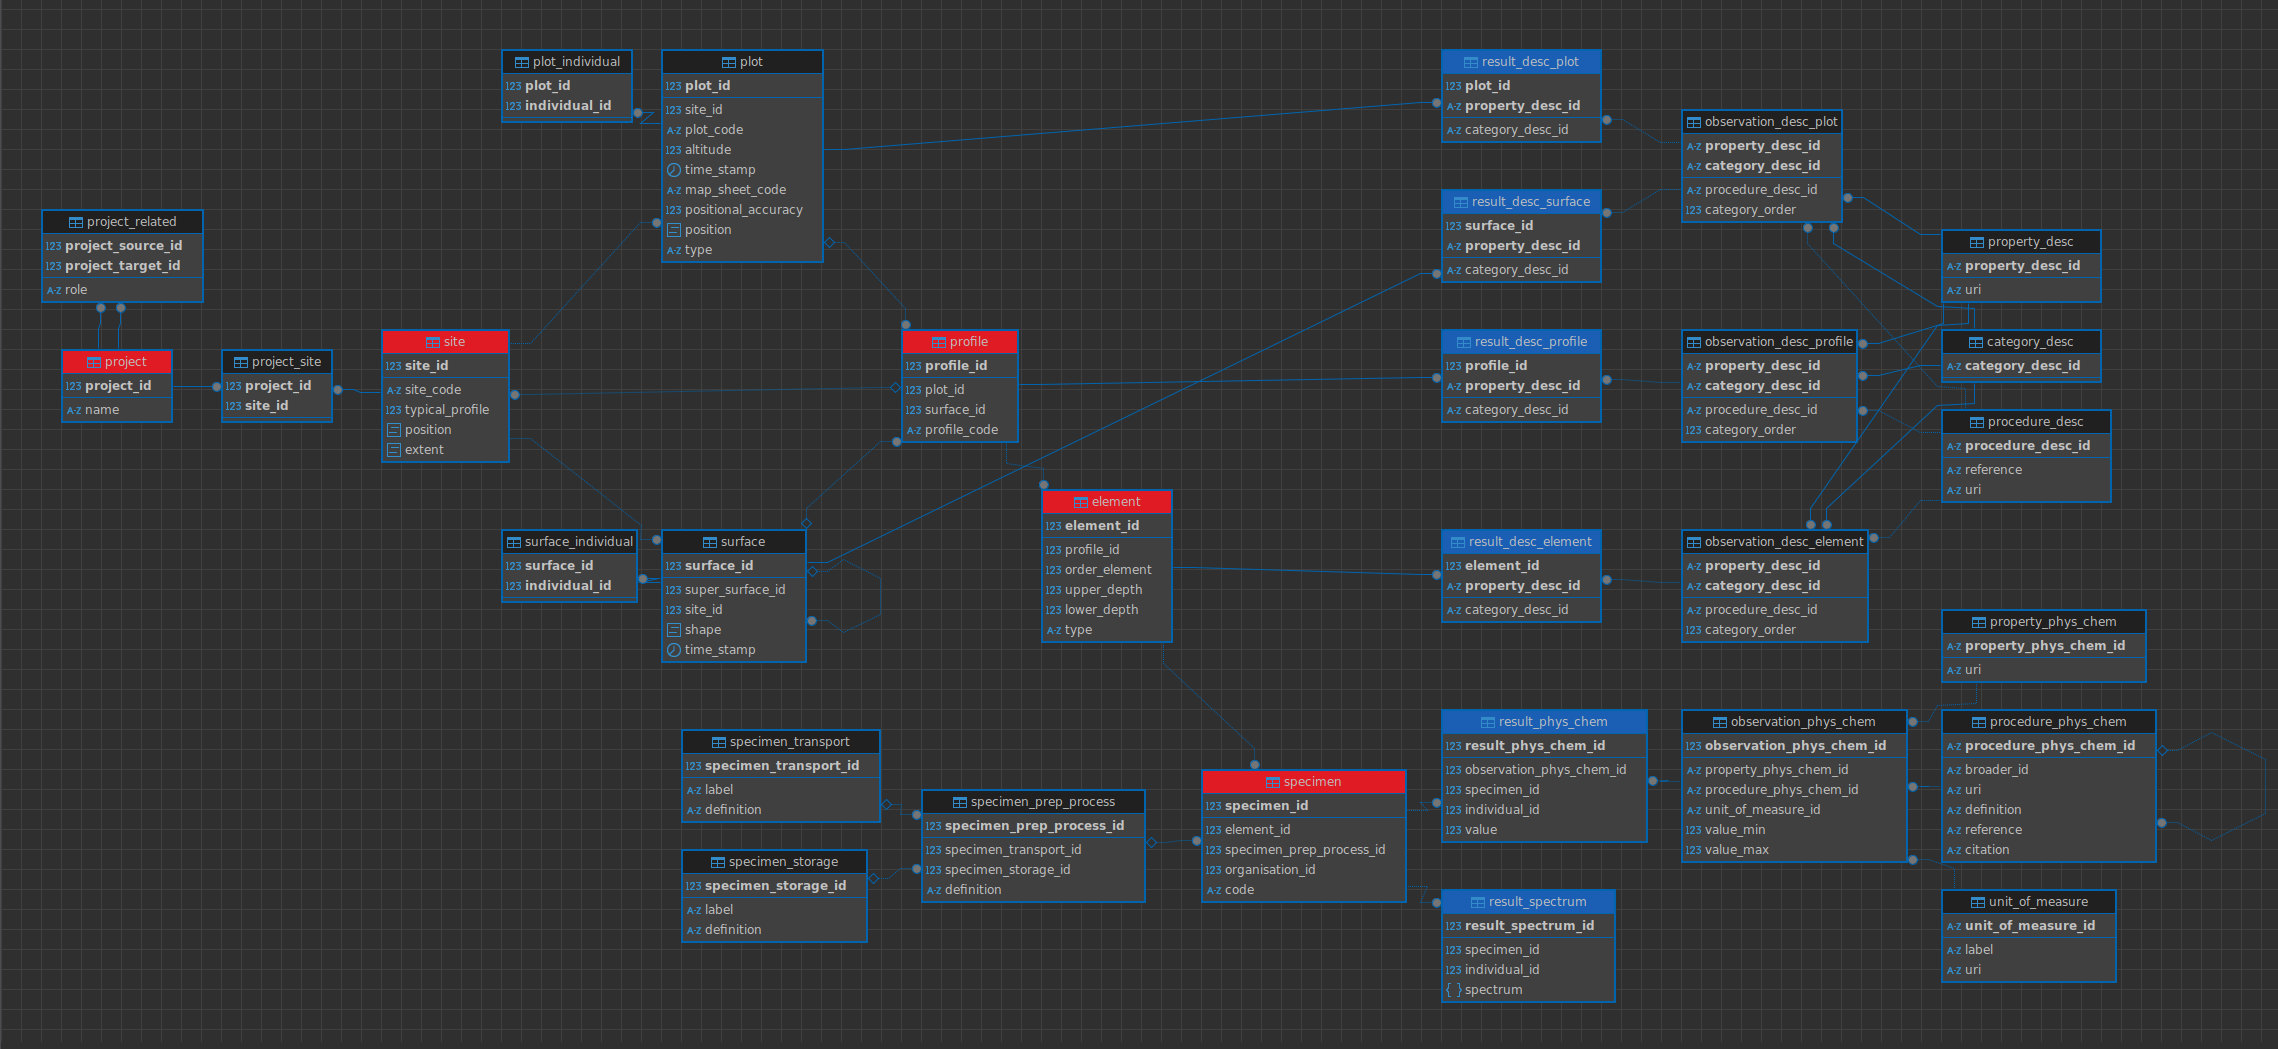 plot_individual
123 plot_id
123 individual_id
plot
123 plot_id
123 site_id
A-Z plot_code
123 altitude
time_stamp
A-Z map_sheet_code
123 positional_accuracy
position
A-Z type
result_desc_plot
123 plot_id
A-Z property_desc_id
A-Z category_desc_id
observation_desc_plot
A-Z property_desc_id
A-Z category_desc_id
A-Z procedure_desc_id
123 category_order
project_related
123 project_source_id
123 project_target_id
A-Z role
result_desc_surface
123 surface_id
A-Z property_desc_id
A-Z category_desc_id
property_desc
A-Z property_desc_id
A-Z uri
project
123 project_id
A-Z name
project_site
123 project_id
123 site_id
site
123 site_id
A-Z site_code
123 typical_profile
position
extent
profile
123 profile_id
123 plot_id
123 surface_id
A-Z profile_code
result_desc_profile
123 profile_id
A-Z property_desc_id
A-Z category_desc_id
observation_desc_profile
A-Z property_desc_id
A-Z category_desc_id
A-Z procedure_desc_id
123 category_order
category_desc
A-Z category_desc_id
procedure_desc
A-Z procedure_desc_id
A-Z reference
A-Z uri
element
123 element_id
123 profile_id
123 order_element
123 upper_depth
123 lower_depth
A-Z type
surface_individual
123 surface_id
123 individual_id
surface
123 surface_id
123 super_surface_id
123 site_id
shape
time_stamp
result_desc_element
123 element_id
A-Z property_desc_id
A-Z category_desc_id
observation_desc_element
A-Z property_desc_id
A-Z category_desc_id
A-Z procedure_desc_id
123 category_order
property_phys_chem
A-Z property_phys_chem_id
A-Z uri
specimen_transport
123 specimen_transport_id
A-Z label
A-Z definition
specimen_storage
123 specimen_storage_id
A-Z label
A-Z definition
specimen_prep_process
123 specimen_prep_process_id
123 specimen_transport_id
123 specimen_storage_id
A-Z definition
specimen
123 specimen_id
123 element_id
123 specimen_prep_process_id
123 organisation_id
A-Z code
result_phys_chem
123 result_phys_chem_id
123 observation_phys_chem_id
123 specimen_id
123 individual_id
123 value
observation_phys_chem
123 observation_phys_chem_id
A-Z property_phys_chem_id
A-Z procedure_phys_chem_id
A-Z unit_of_measure_id
123 value_min
123 value_max
procedure_phys_chem
A-Z procedure_phys_chem_id
A-Z broader_id
A-Z uri
A-Z definition
A-Z reference
A-Z citation
result_spectrum
123 result_spectrum_id
123 specimen_id
123 individual_id
{ } spectrum
unit_of_measure
A-Z unit_of_measure_id
A-Z label
A-Z uri